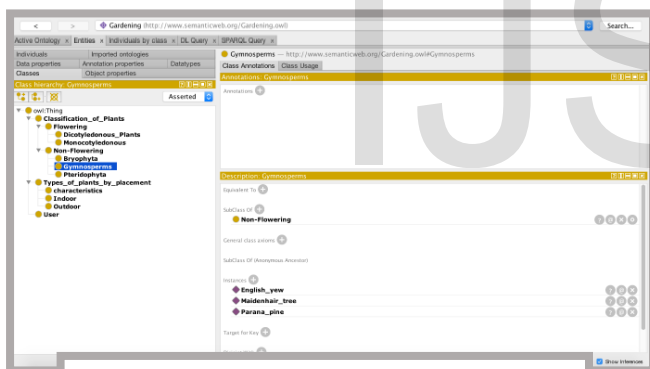 < > Gardening (http://www.semanticweb.org/Gardening.owl) Search...
Active Ontology × Entities × Individuals by class × DL Query × SPARQL Query ×
Individuals Imported ontologies
Data properties Annotation properties Datatypes
Classes Object properties
Class hierarchy: Gymnosperms
Asserted
owl:Thing
Classification_of_Plants
Flowering
Dicotyledonous_Plants
Monocotyledonous
Non-Flowering
Bryophyta
Gymnosperms
Pteridophyta
Types_of_plants_by_placement
characteristics
Indoor
Outdoor
User
Gymnosperms — http://www.semanticweb.org/Gardening.owl#Gymnosperms
Class Annotations Class Usage
Annotations: Gymnosperms
Annotations
Description: Gymnosperms
Equivalent To
SubClass Of
Non-Flowering
General class axioms
SubClass Of (Anonymous Ancestor)
Instances
English_yew
Maidenhair_tree
Parana_pine
Target for Key
Show Inferences
IJS